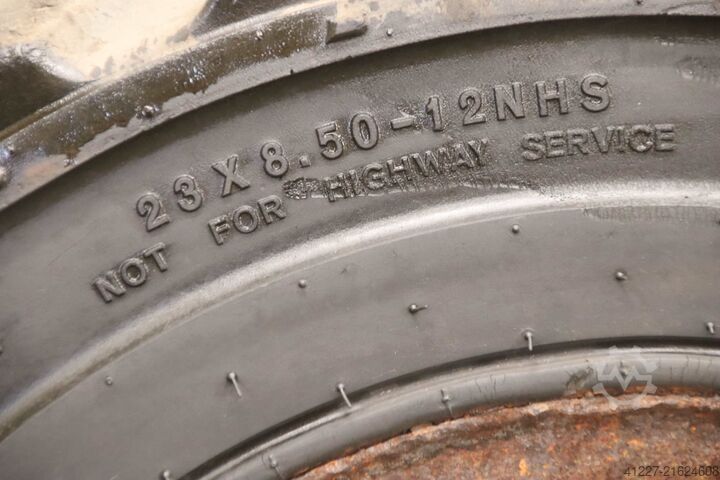 23X8.50-12NHS
NOT FOR HIGHWAY SERVICE
41227-21624608